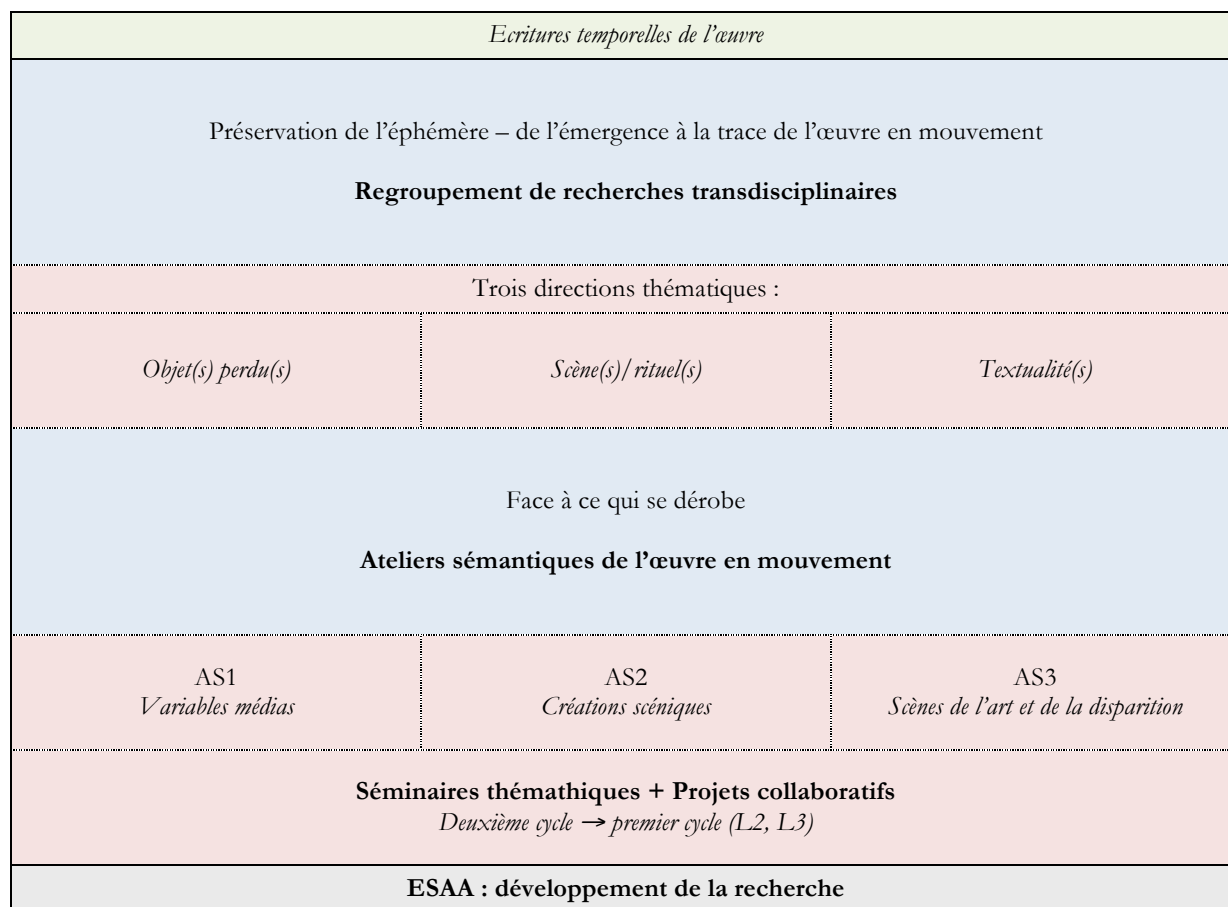 Ecritures temporelles de l’œuvre
Préservation de l’éphémère – de l’émergence à la trace de l’œuvre en mouvement
Regroupement de recherches transdisciplinaires
Trois directions thématiques :
Objet(s) perdu(s)
Scène(s)/rituel(s)
Textualité(s)
Face à ce qui se dérobe
Ateliers sémantiques de l’œuvre en mouvement
AS1
Variables médias
AS2
Créations scéniques
AS3
Scènes de l’art et de la disparition
Séminaires thémathiques + Projets collaboratifs
Deuxième cycle → premier cycle (L2, L3)
ESAA : développement de la recherche